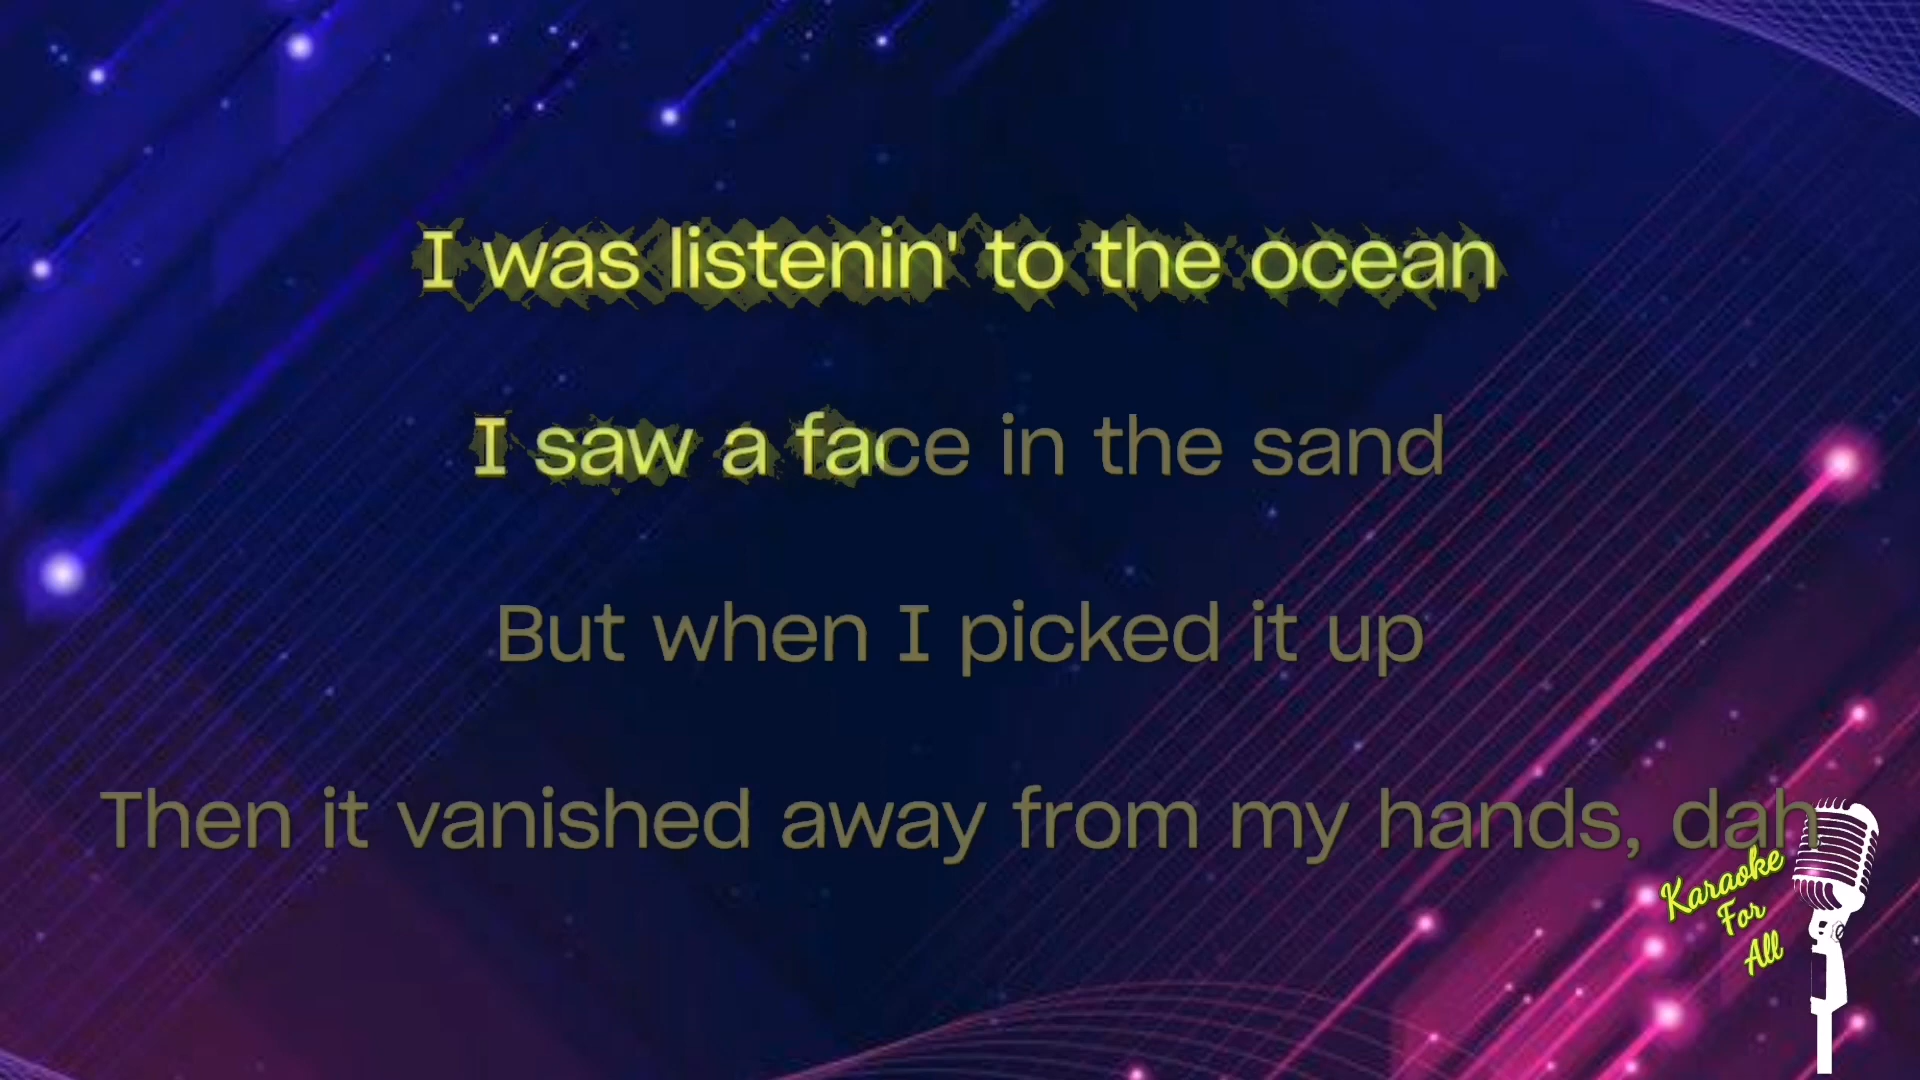 I was listenin' to the ocean
I saw a face in the sand
But when I picked it up
Then it vanished away from my hands, dah
Karaoke
For
All